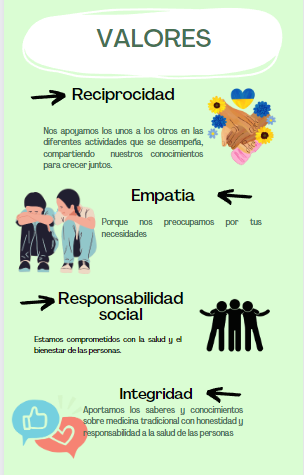 VALORES
Reciprocidad
Nos apoyamos los unos a los otros en las
diferentes actividades que se desempeña,
compartiendo nuestros conocimientos
para crecer juntos.
Empatia
Porque nos preocupamos por tus
necesidades
Responsabilidad
social
Estamos comprometidos con la salud y el
bienestar de las personas.
Integridad
Aportamos los saberes y conocimientos
sobre medicina tradicional con honestidad y
responsabilidad a la salud de las personas